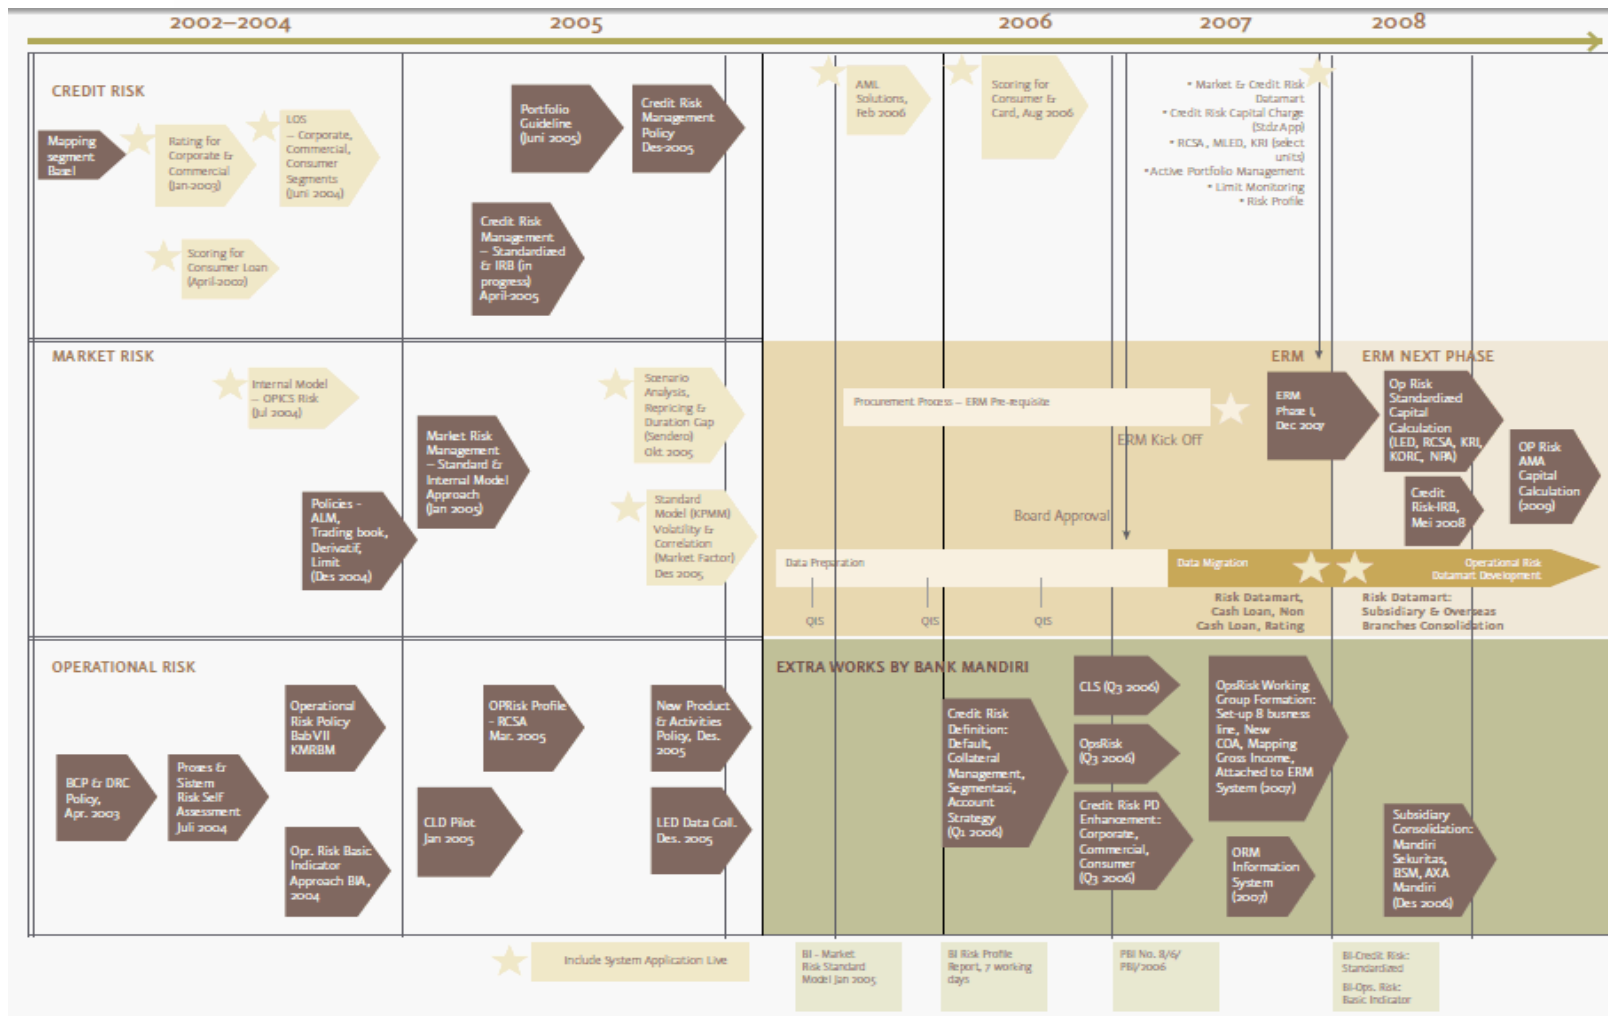 2002–2004
2005
2006
2007
2008
CREDIT RISK
Mapping
segment
Basel
Rating for
Corporate &
Commercial
(Jan-2003)
LOS
– Corporate,
Commercial,
Consumer
Segments
(Juni 2004)
Scoring for
Consumer Loan
(April-2002)
Portfolio
Guideline
(Juni 2005)
Credit Risk
Management
Policy
Des-2005
Credit Risk
Management
– Standardized
& IRB (in
progress)
April-2005
AML
Solutions,
Feb 2006
Scoring for
Consumer &
Card, Aug 2006
• Market & Credit Risk
Datamart
• Credit Risk Capital Charge
(StdzApp)
• RCSA, MLED, KRI (select
units)
• Active Portfolio Management
• Limit Monitoring
• Risk Profile
MARKET RISK
Internal Model
– OPICS Risk
(Jul 2004)
Policies -
ALM,
Trading book,
Derivatif,
Limit
(Des 2004)
Market Risk
Management
– Standard &
Internal Model
Approach
(Jan 2005)
Scenario
Analysis,
Repricing &
Duration Gap
(Sendero)
Okt 2005
Standard
Model (KPMM)
Volatility &
Correlation
(Market Factor)
Des 2005
ERM
ERM NEXT PHASE
Procurement Process – ERM Pre-requisite
ERM Kick Off
ERM
Phase I,
Dec 2007
Op Risk
Standardized
Capital
Calculation
(LED, RCSA, KRI,
KORC, NPA)
Credit
Risk-IRB,
Mei 2008
OP Risk
AMA
Capital
Calculation
(2009)
Board Approval
Data Preparation
Data Migration
Operational Risk
Datamart Development
QIS
QIS
QIS
Risk Datamart,
Cash Loan, Non
Cash Loan, Rating
Risk Datamart:
Subsidiary & Overseas
Branches Consolidation
OPERATIONAL RISK
BCP & DRC
Policy,
Apr. 2003
Proses &
Sistem
Risk Self
Assessment
Juli 2004
Operational
Risk Policy
Bab VII
KMRBM
Opr. Risk Basic
Indicator
Approach BIA,
2004
OPRisk Profile
- RCSA
Mar. 2005
CLD Pilot
Jan 2005
New Product
& Activities
Policy, Des.
2005
LED Data Coll.
Des. 2005
EXTRA WORKS BY BANK MANDIRI
Credit Risk
Definition:
Default,
Collateral
Management,
Segmentasi,
Account
Strategy
(Q1 2006)
CLS (Q3 2006)
OpsRisk
(Q3 2006)
Credit Risk PD
Enhancement:
Corporate,
Commercial,
Consumer
(Q3 2006)
OpsRisk Working
Group Formation:
Set-up 8 business
line, New
COA, Mapping
Gross Income,
Attached to ERM
System (2007)
ORM
Information
System
(2007)
Subsidiary
Consolidation:
Mandiri
Sekuritas,
BSM, AXA
Mandiri
(Des 2006)
Include System Application Live
BI – Market
Risk Standard
Model Jan 2005
BI Risk Profile
Report, 7 working
days
PBI No. 8/6/
PBI/2006
BI-Credit Risk:
Standardized
BI-Ops. Risk:
Basic Indicator